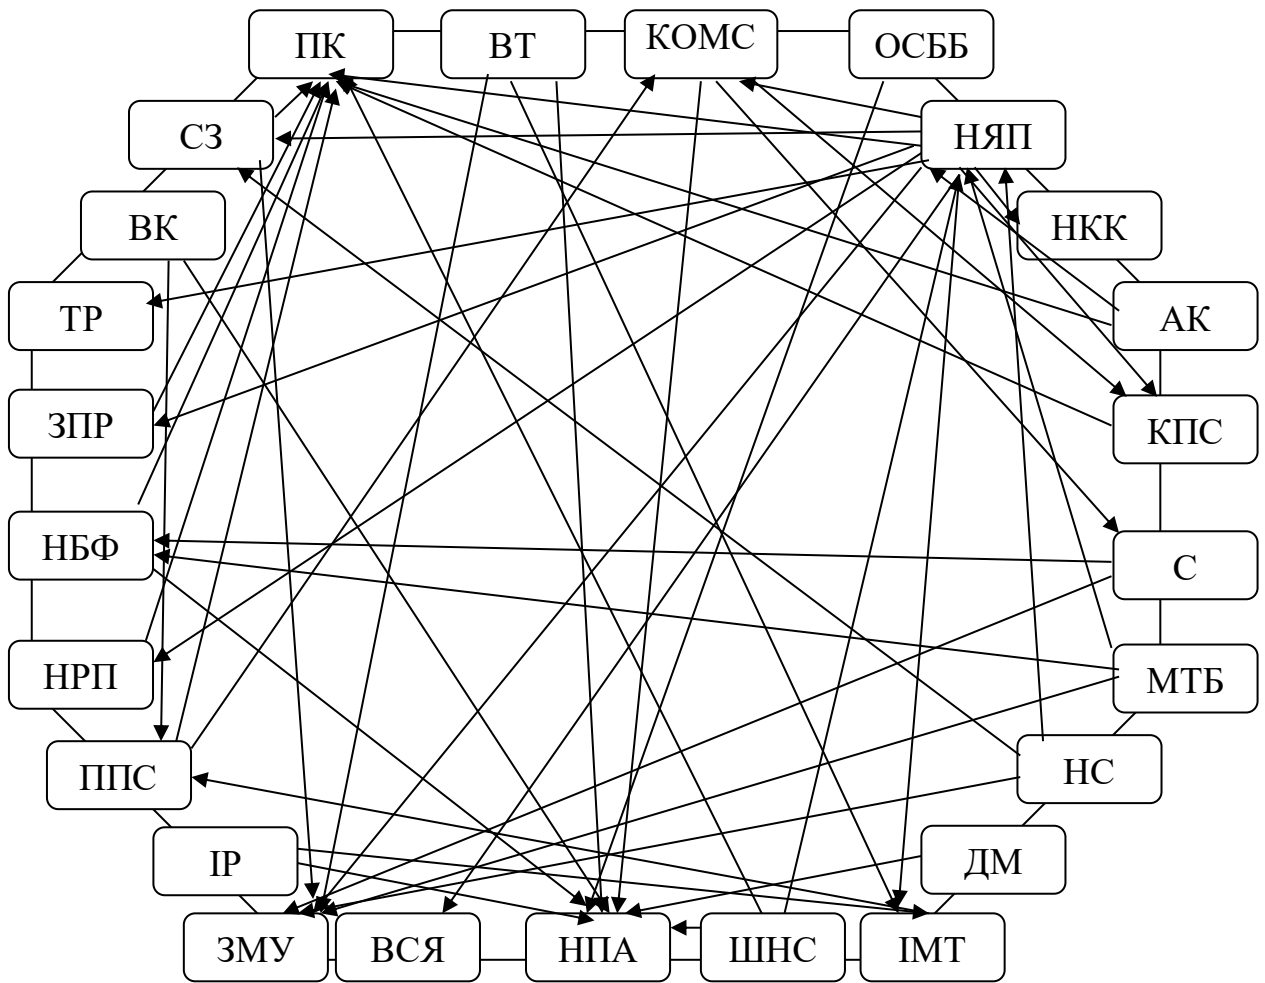 ПК
ВТ
КОМС
ОСББ
СЗ
НЯП
ВК
НКК
ТР
АК
ЗПР
КПС
НБФ
С
НРП
МТБ
ППС
НС
ІР
ДМ
ЗМУ
ВСЯ
НПА
ШНС
ІМТ